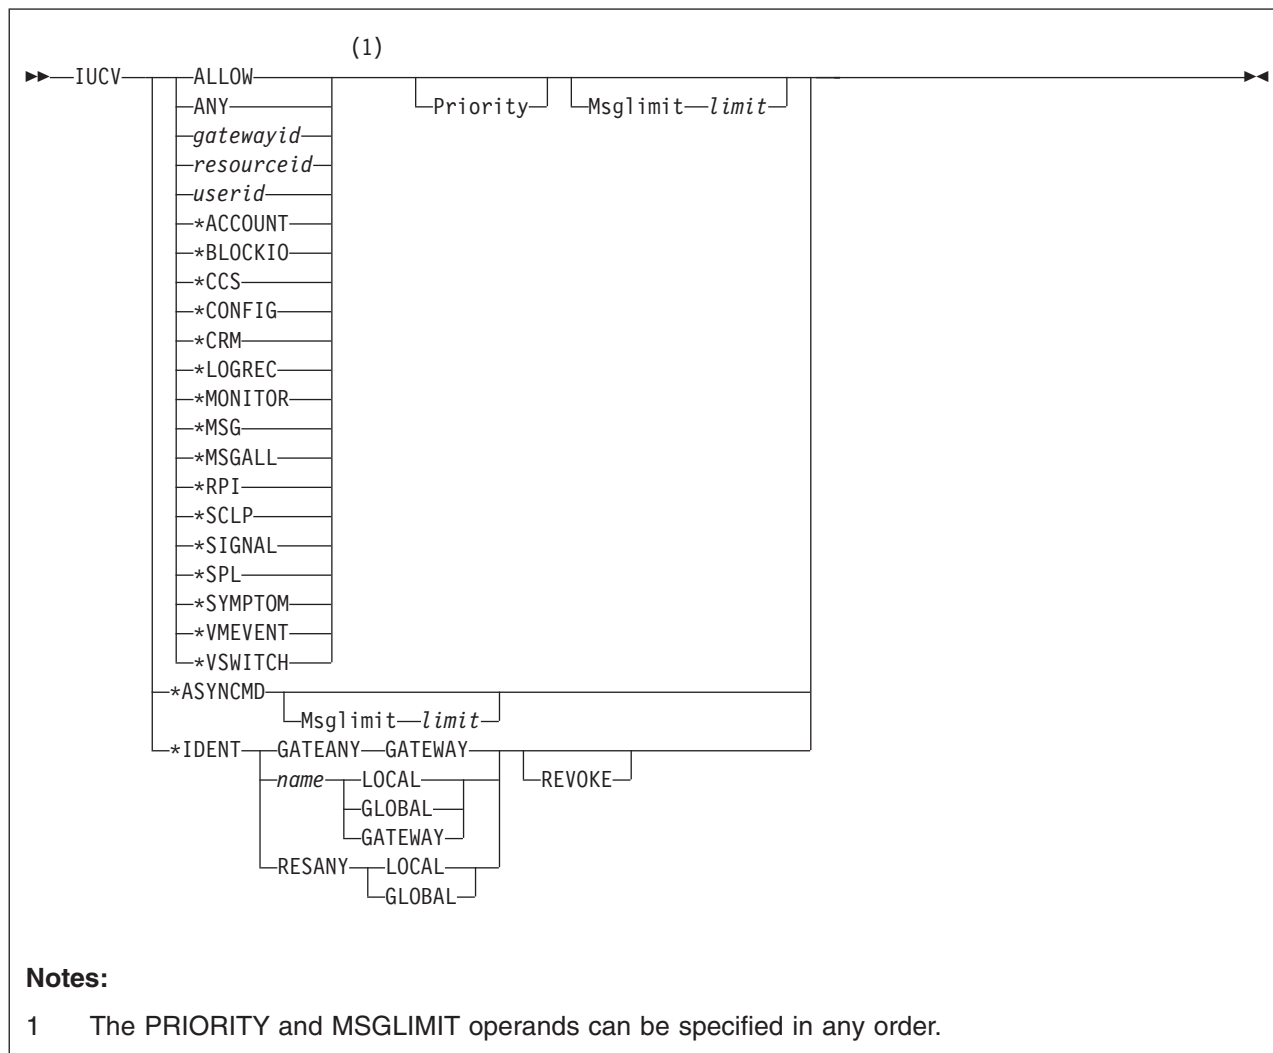 (1)
IUCV ALLOW Priority Msglimit limit
ANY
gatewayid
resourceid
userid
*ACCOUNT
*BLOCKIO
*CCS
*CONFIG
*CRM
*LOGREC
*MONITOR
*MSG
*MSGALL
*RPI
*SCLP
*SIGNAL
*SPL
*SYMPTOM
*VMEVENT
*VSWITCH
*ASYNCMD
Msglimit limit
*IDENT GATEANY GATEWAY
REVOKE
name LOCAL
GLOBAL
GATEWAY
RESANY LOCAL
GLOBAL
Notes:
1 The PRIORITY and MSGLIMIT operands can be specified in any order.